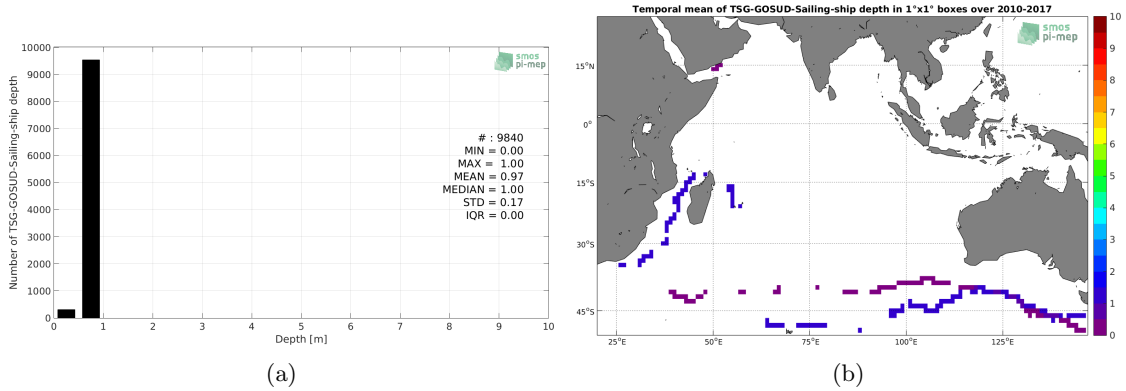 10000
9000
8000
7000
6000
5000
4000
3000
2000
1000
0
Number of TSG-GOSUD-Sailing-ship depth
smos
pi-mep
# : 9840
MIN = 0.00
MAX = 1.00
MEAN = 0.97
MEDIAN = 1.00
STD = 0.17
IQR = 0.00
0 1 2 3 4 5 6 7 8 9 10
Depth [m]
(a)
Temporal mean of TSG-GOSUD-Sailing-ship depth in 1°x1° boxes over 2010-2017
smos
pi-mep
15°N
0°
15°S
30°S
45°S
25°E 50°E 75°E 100°E 125°E
10
9
8
7
6
5
4
3
2
1
0
(b)